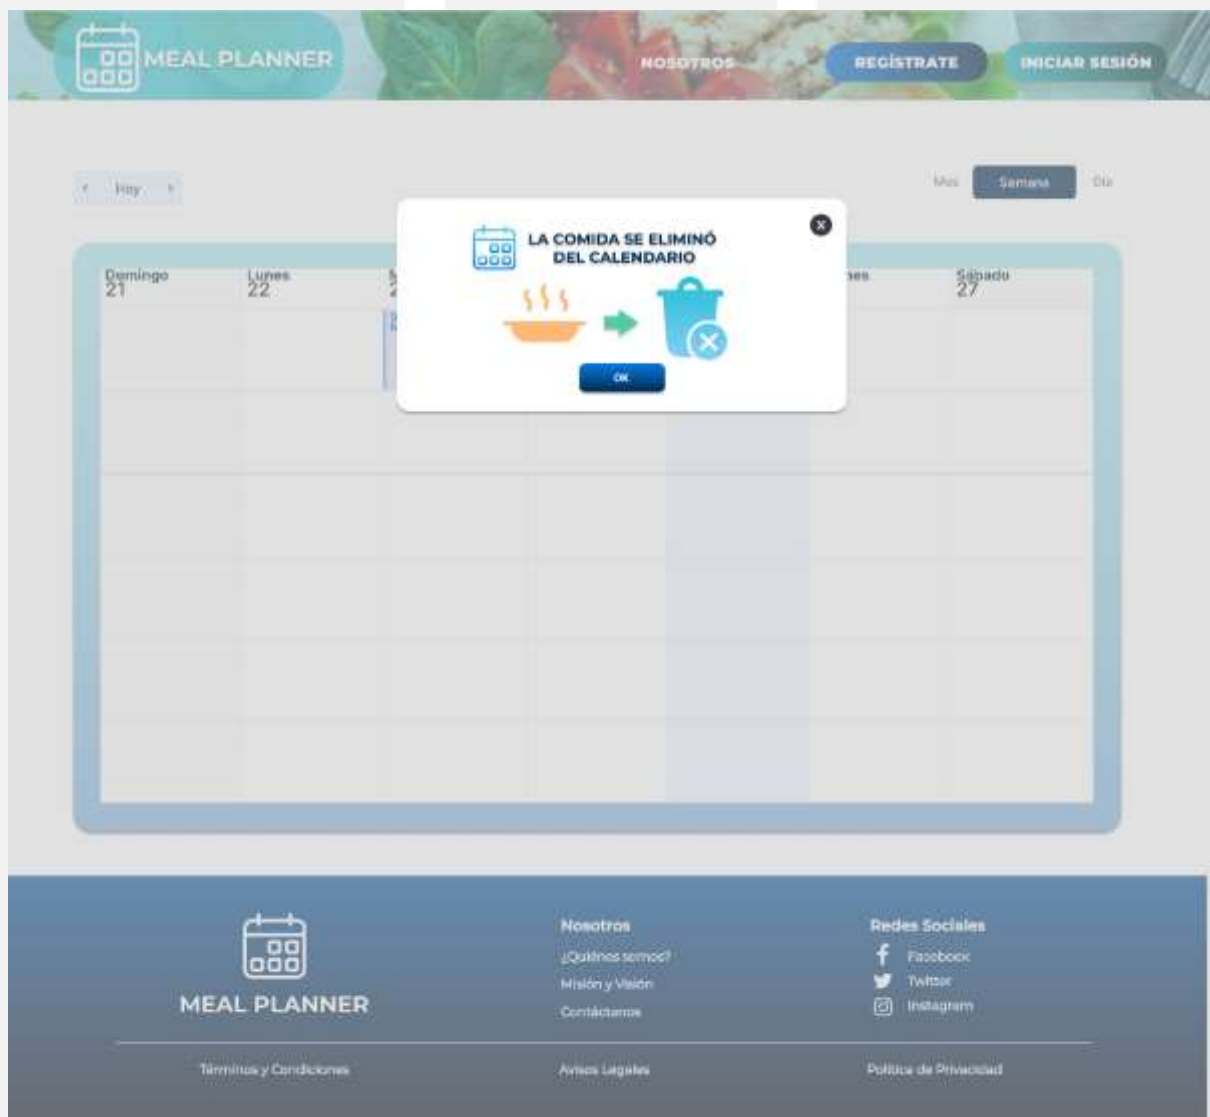 MEAL PLANNER
NOSOTROS
REGÍSTRATE
INICIAR SESIÓN
Hoy
Mes
Semana
Día
LA COMIDA SE ELIMINÓ
DEL CALENDARIO
OK
Domingo
21
Lunes
22
Sábado
27
MEAL PLANNER
Nosotros
¿Quiénes somos?
Misión y Visión
Contáctanos
Redes Sociales
Facebook
Twitter
Instagram
Términos y Condiciones
Avisos Legales
Política de Privacidad